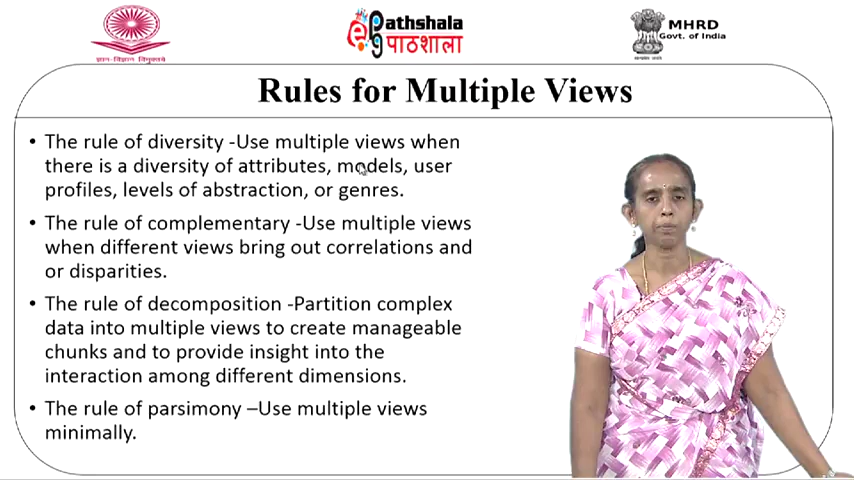 ज्ञान-विज्ञान विमुक्तये
Pathshala
पाठशाला
MHRD
Govt. of India
Rules for Multiple Views
• The rule of diversity -Use multiple views when
there is a diversity of attributes, models, user
profiles, levels of abstraction, or genres.
• The rule of complementary -Use multiple views
when different views bring out correlations and
or disparities.
• The rule of decomposition -Partition complex
data into multiple views to create manageable
chunks and to provide insight into the
interaction among different dimensions.
• The rule of parsimony –Use multiple views
minimally.